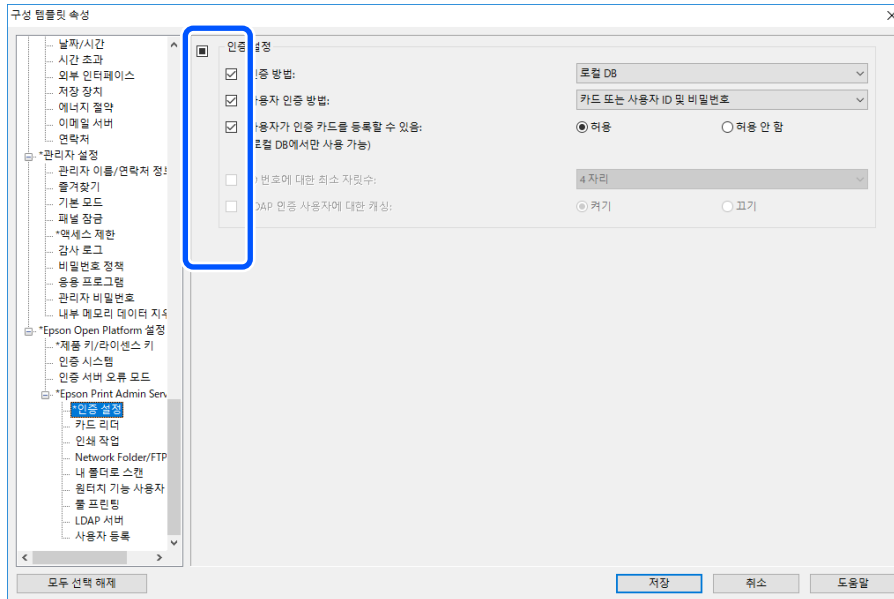 구성 템플릿 속성
날짜/시간
시간 초과
외부 인터페이스
저장 장치
에너지 절약
이메일 서버
연락처
*관리자 설정
관리자 이름/연락처 정보
즐겨찾기
기본 모드
패널 잠금
*액세스 제한
감사 로그
비밀번호 정책
응용 프로그램
관리자 비밀번호
내부 메모리 데이터 지우
*Epson Open Platform 설정
*제품 키/라이센스 키
인증 시스템
인증 서버 오류 모드
*Epson Print Admin Serv
*인증 설정
카드 리더
인쇄 작업
Network Folder/FTP
내 폴더로 스캔
원터치 기능 사용자
풀 프린팅
LDAP 서버
사용자 등록
인증 설정
인증 방법:
로컬 DB
사용자 인증 방법:
카드 또는 사용자 ID 및 비밀번호
사용자가 인증 카드를 등록할 수 있음:
허용
허용 안 함
로컬 DB에서만 사용 가능)
번호에 대한 최소 자릿수:
4 자리
LDAP 인증 사용자에 대한 캐싱:
켜기
끄기
모두 선택 해제
저장
취소
도움말